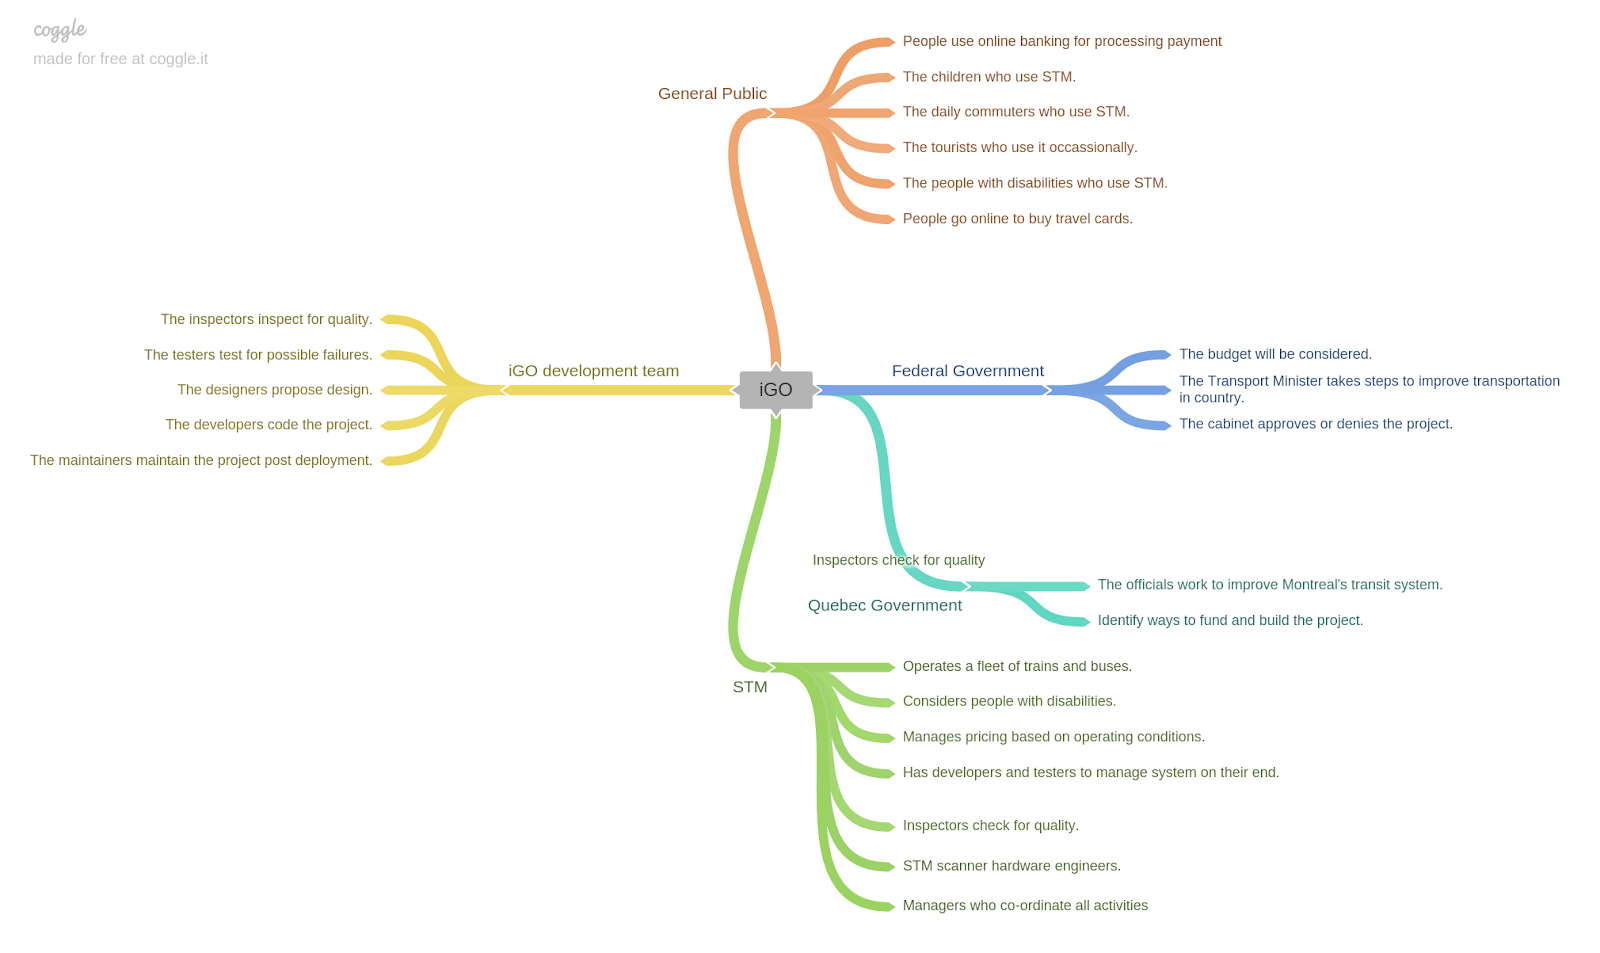 coggle
made for free at coggle.it
General Public
People use online banking for processing payment
The children who use STM.
The daily commuters who use STM.
The tourists who use it occassionally.
The people with disabilities who use STM.
People go online to buy travel cards.
The inspectors inspect for quality.
The testers test for possible failures.
The designers propose design.
The developers code the project.
The maintainers maintain the project post deployment.
iGO development team
iGO
Federal Government
The budget will be considered.
The Transport Minister takes steps to improve transportation
in country.
The cabinet approves or denies the project.
Inspectors check for quality
Quebec Government
The officials work to improve Montreal's transit system.
Identify ways to fund and build the project.
STM
Operates a fleet of trains and buses.
Considers people with disabilities.
Manages pricing based on operating conditions.
Has developers and testers to manage system on their end.
Inspectors check for quality.
STM scanner hardware engineers.
Managers who co-ordinate all activities